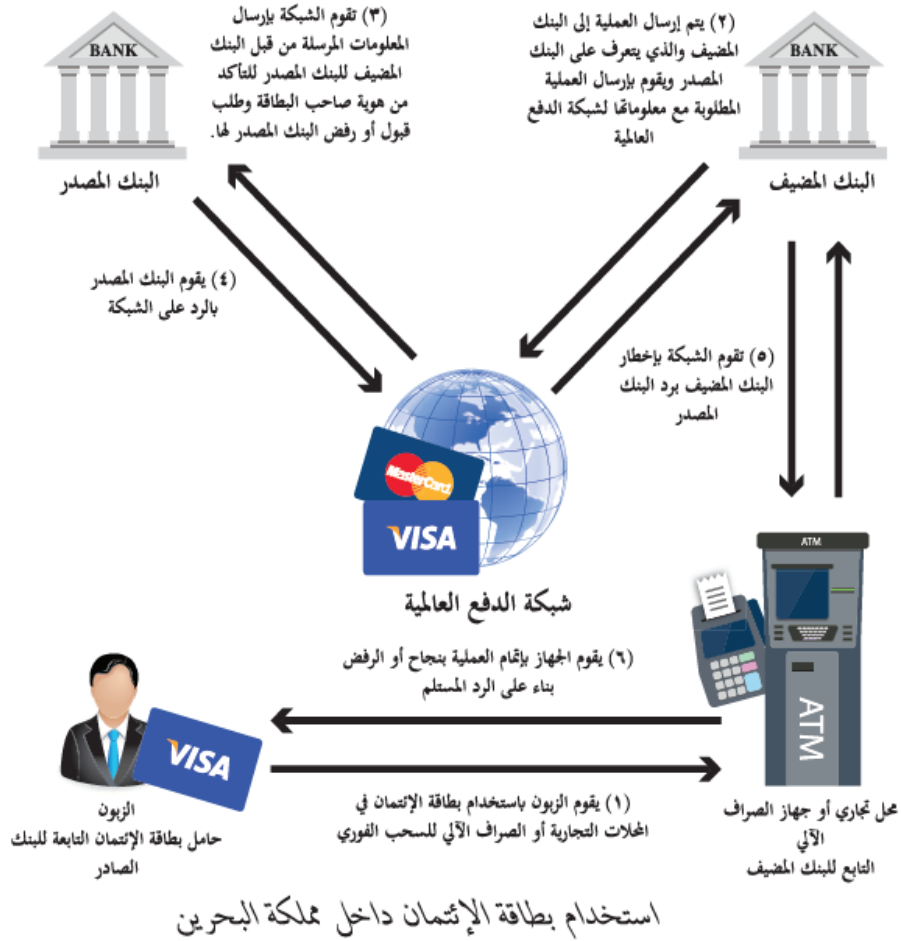 (٣) تقوم الشبكة بإرسال
المعلومات المرسلة من قبل البنك
المضيف للبنك المصدر للتأكد
من هوية صاحب البطاقة وطلب
قبول أو رفض البنك المصدر لها.
(٢) يتم إرسال العملية إلى البنك
المضيف والذي يتعرف على البنك
المصدر ويقوم بإرسال العملية
المطلوبة مع معلوماتها لشبكة الدفع
العالمية
BANK
BANK
البنك المضيف
البنك المصدر
(٤) يقوم البنك المصدر
بالرد على الشبكة
(٥) تقوم الشبكة بإخطار
البنك المضيف برد البنك
المصدر
MasterCard
VISA
شبكة الدفع العالمية
ATM
ATM
(٦) يقوم الجهاز بإتمام العملية بنجاح أو الرفض
بناء على الرد المستلم
VISA
(١) يقوم الزبون باستخدام بطاقة الإئتمان في
المحلات التجارية أو الصراف الآلي للسحب الفوري
محل تجاري أو جهاز الصراف
الآلي
التابع للبنك المضيف
الزبون
حامل بطاقة الإئتمان التابعة للبنك
الصادر
استخدام بطاقة الإئتمان داخل مملكة البحرين